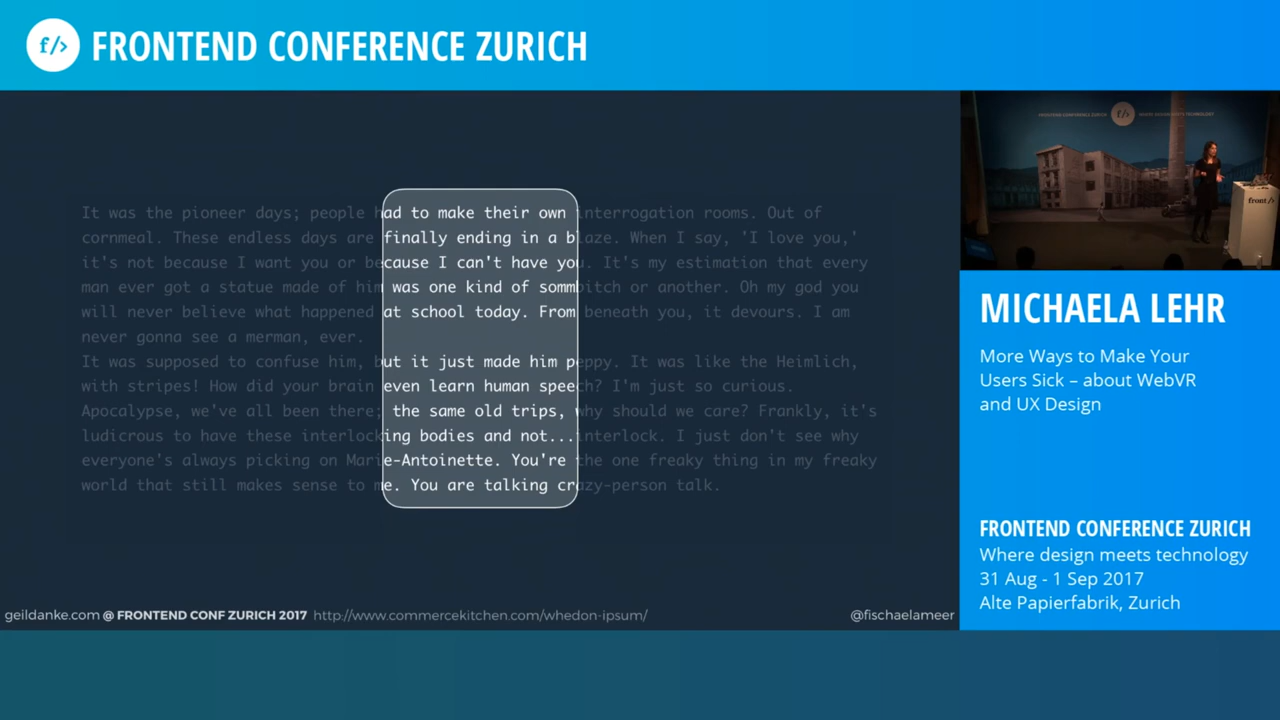 f/> FRONTEND CONFERENCE ZURICH
It was the pioneer days; people had to make their own interrogation rooms. Out of
cornmeal. These endless days are finally ending in a blaze. When I say, 'I love you,'
it's not because I want you or because I can't have you. It's my estimation that every
man ever got a statue made of him was one kind of sommbitch or another. Oh my god you
will never believe what happened at school today. From beneath you, it devours. I am
never gonna see a merman, ever.
It was supposed to confuse him, but it just made him peppy. It was like the Heimlich,
with stripes! How did your brain even learn human speech? I'm just so curious.
Apocalypse, we've all been there; the same old trips, why should we care? Frankly, it's
ludicrous to have these interlocking bodies and not...interlock. I just don't see why
everyone's always picking on Marie-Antoinette. You're the one freaky thing in my freaky
world that still makes sense to me. You are talking crazy-person talk.
geildanke.com @ FRONTEND CONF ZURICH 2017 http://www.commercekitchen.com/whedon-ipsum/
@fischaelameer
FRONTEND CONFERENCE ZURICH
f/>
front/>
MICHAELA LEHR
More Ways to Make Your
Users Sick – about WebVR
and UX Design
FRONTEND CONFERENCE ZURICH
Where design meets technology
31 Aug - 1 Sep 2017
Alte Papierfabrik, Zurich